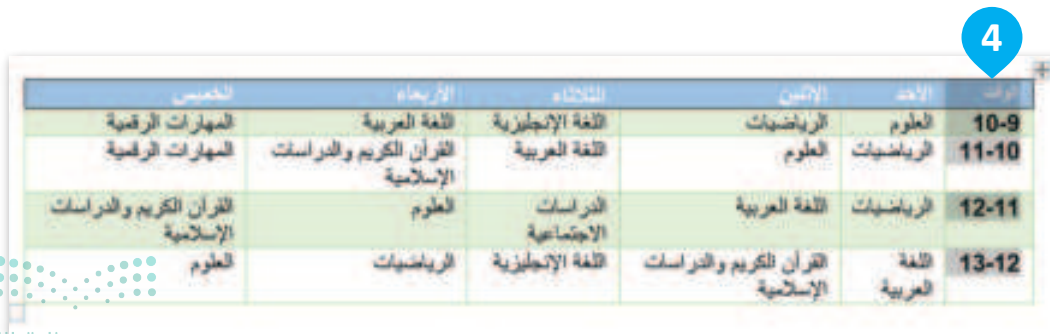 4
الوقت الأحد الإثنين الثلاثاء الأربعاء الخميس
10-9 العلوم الرياضيات اللغة الإنجليزية اللغة العربية المهارات الرقمية
11-10 الرياضيات العلوم اللغة العربية القرآن الكريم والدراسات الإسلامية المهارات الرقمية
12-11 الرياضيات اللغة العربية الدراسات الاجتماعية العلوم القرآن الكريم والدراسات الإسلامية
13-12 اللغة العربية القرآن الكريم والدراسات الإسلامية اللغة الإنجليزية الرياضيات العلوم